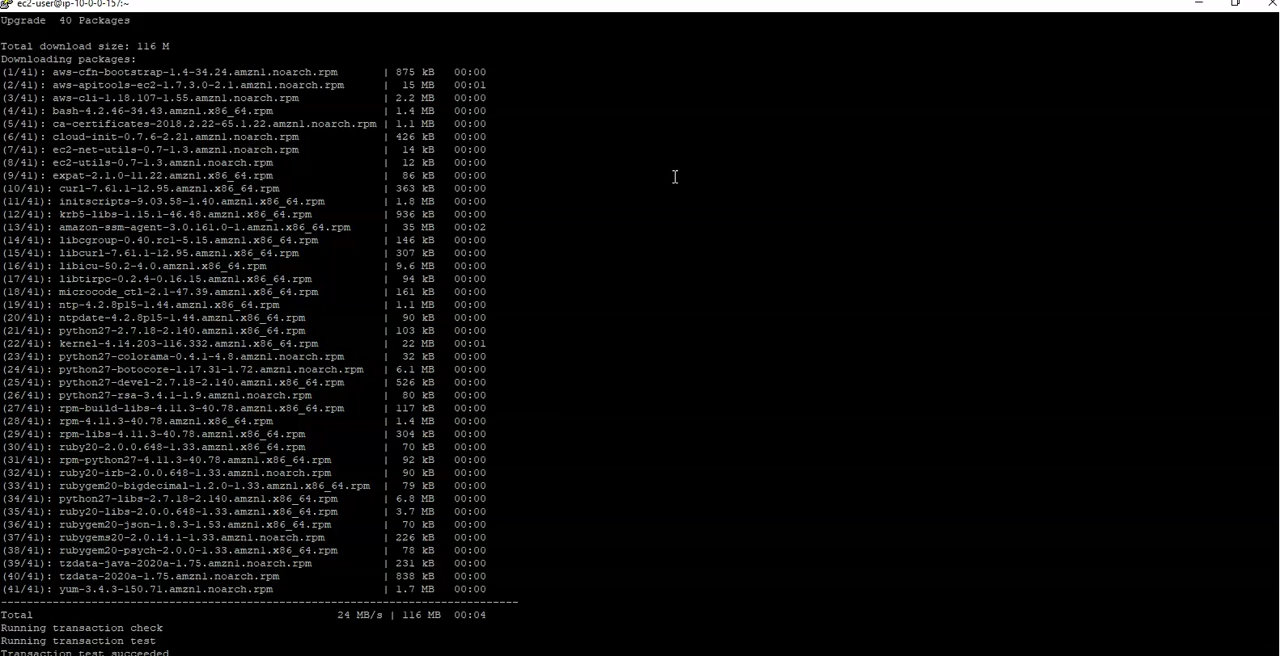 ec2-user@ip-10-0-0-157:~
Upgrade  40 Packages
Total download size: 116 M
Downloading packages:
(1/41): aws-cfn-bootstrap-1.4-34.24.amzn1.noarch.rpm | 875 kB 00:00
(2/41): aws-apitools-ec2-1.7.3.0-2.1.amzn1.noarch.rpm | 15 MB 00:01
(3/41): aws-cli-1.18.107-1.55.amzn1.noarch.rpm | 2.2 MB 00:00
(4/41): bash-4.2.46-34.43.amzn1.x86_64.rpm | 1.4 MB 00:00
(5/41): ca-certificates-2018.2.22-65.1.22.amzn1.noarch.rpm | 1.1 MB 00:00
(6/41): cloud-init-0.7.6-2.21.amzn1.noarch.rpm | 426 kB 00:00
(7/41): ec2-net-utils-0.7-1.3.amzn1.noarch.rpm | 14 kB 00:00
(8/41): ec2-utils-0.7-1.3.amzn1.noarch.rpm | 12 kB 00:00
(9/41): expat-2.1.0-11.22.amzn1.x86_64.rpm | 86 kB 00:00
(10/41): curl-7.61.1-12.95.amzn1.x86_64.rpm | 363 kB 00:00
(11/41): initscripts-9.03.58-1.40.amzn1.x86_64.rpm | 1.8 MB 00:00
(12/41): krb5-libs-1.15.1-46.48.amzn1.x86_64.rpm | 936 kB 00:00
(13/41): amazon-ssm-agent-3.0.161.0-1.amzn1.x86_64.rpm | 35 MB 00:02
(14/41): libcgroup-0.40.rc1-5.15.amzn1.x86_64.rpm | 146 kB 00:00
(15/41): libcurl-7.61.1-12.95.amzn1.x86_64.rpm | 307 kB 00:00
(16/41): libicu-50.2-4.0.amzn1.x86_64.rpm | 9.6 MB 00:00
(17/41): libtirpc-0.2.4-0.16.15.amzn1.x86_64.rpm | 94 kB 00:00
(18/41): microcode_ctl-2.1-47.39.amzn1.x86_64.rpm | 161 kB 00:00
(19/41): ntp-4.2.8p15-1.44.amzn1.x86_64.rpm | 1.1 MB 00:00
(20/41): ntpdate-4.2.8p15-1.44.amzn1.x86_64.rpm | 90 kB 00:00
(21/41): python27-2.7.18-2.140.amzn1.x86_64.rpm | 103 kB 00:00
(22/41): kernel-4.14.203-116.332.amzn1.x86_64.rpm | 22 MB 00:01
(23/41): python27-colorama-0.4.1-4.8.amzn1.noarch.rpm | 32 kB 00:00
(24/41): python27-botocore-1.17.31-1.72.amzn1.noarch.rpm | 6.1 MB 00:00
(25/41): python27-devel-2.7.18-2.140.amzn1.x86_64.rpm | 526 kB 00:00
(26/41): python27-rsa-3.4.1-1.9.amzn1.noarch.rpm | 80 kB 00:00
(27/41): rpm-build-libs-4.11.3-40.78.amzn1.x86_64.rpm | 117 kB 00:00
(28/41): rpm-4.11.3-40.78.amzn1.x86_64.rpm | 1.4 MB 00:00
(29/41): rpm-libs-4.11.3-40.78.amzn1.x86_64.rpm | 304 kB 00:00
(30/41): ruby20-2.0.0.648-1.33.amzn1.x86_64.rpm | 70 kB 00:00
(31/41): rpm-python27-4.11.3-40.78.amzn1.x86_64.rpm | 92 kB 00:00
(32/41): ruby20-irb-2.0.0.648-1.33.amzn1.noarch.rpm | 90 kB 00:00
(33/41): rubygem20-bigdecimal-1.2.0-1.33.amzn1.x86_64.rpm | 79 kB 00:00
(34/41): python27-libs-2.7.18-2.140.amzn1.x86_64.rpm | 6.8 MB 00:00
(35/41): ruby20-libs-2.0.0.648-1.33.amzn1.x86_64.rpm | 3.7 MB 00:00
(36/41): rubygem20-json-1.8.3-1.53.amzn1.x86_64.rpm | 70 kB 00:00
(37/41): rubygems20-2.0.14.1-1.33.amzn1.noarch.rpm | 226 kB 00:00
(38/41): rubygem20-psych-2.0.0-1.33.amzn1.x86_64.rpm | 78 kB 00:00
(39/41): tzdata-java-2020a-1.75.amzn1.noarch.rpm | 231 kB 00:00
(40/41): tzdata-2020a-1.75.amzn1.noarch.rpm | 838 kB 00:00
(41/41): yum-3.4.3-150.71.amzn1.noarch.rpm | 1.7 MB 00:00
--------------------------------------------------------------------------------
Total 24 MB/s | 116 MB 00:04
Running transaction check
Running transaction test
Transaction test succeeded